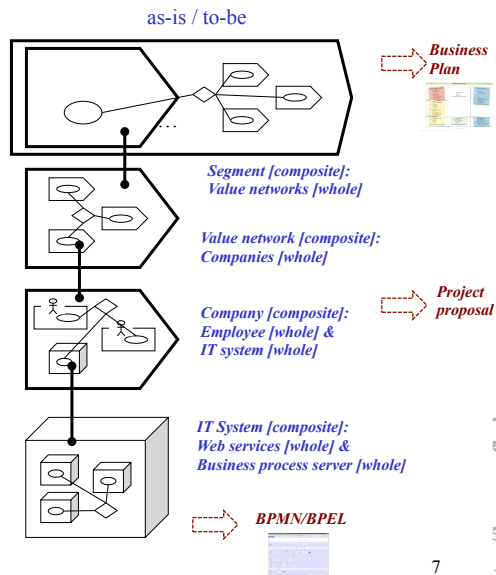 as-is / to-be
Business
Plan
...
Segment [composite]:
Value networks [whole]
Value network [composite]:
Companies [whole]
Company [composite]:
Employee [whole] &
IT system [whole]
Project
proposal
IT System [composite]:
Web services [whole] &
Business process server [whole]
BPMN/BPEL
7